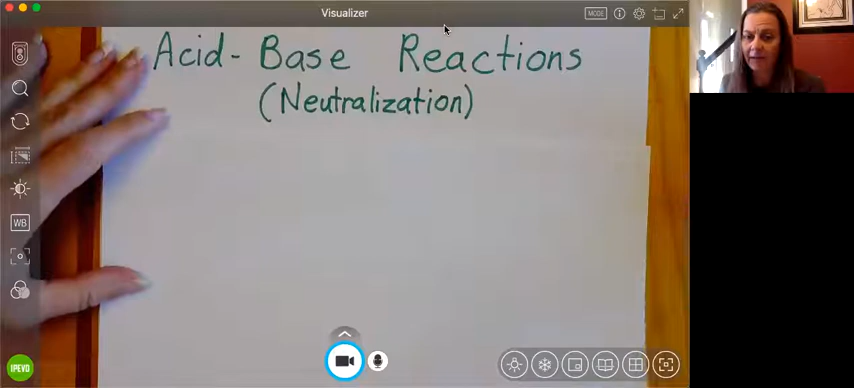 Visualizer
MODE
Acid-Base Reactions
(Neutralization)
WB
IPEVO